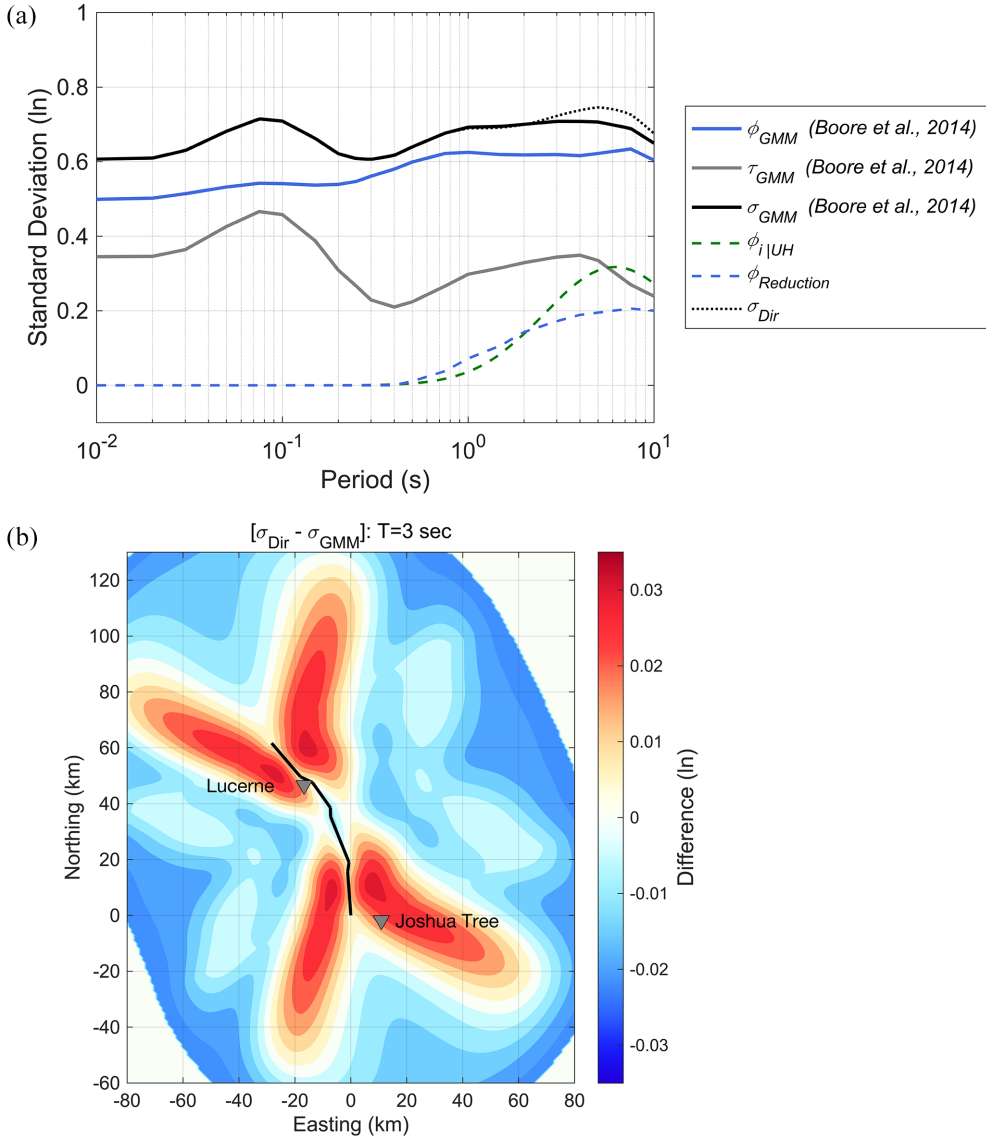 (a)
1
0.8
0.6
0.4
0.2
0
Standard Deviation (ln)
10^-2
10^-1
10^0
10^1
Period (s)
ϕ_GMM (Boore et al., 2014)
τ_GMM (Boore et al., 2014)
σ_GMM (Boore et al., 2014)
ϕ_i|UH
ϕ_Reduction
σ_Dir
(b)
[σ_Dir - σ_GMM]: T=3 sec
120
100
80
60
40
20
0
-20
-40
-60
Northing (km)
Lucerne
Joshua Tree
-80
-60
-40
-20
0
20
40
60
80
Easting (km)
0.03
0.02
0.01
0
-0.01
-0.02
-0.03
Difference (ln)